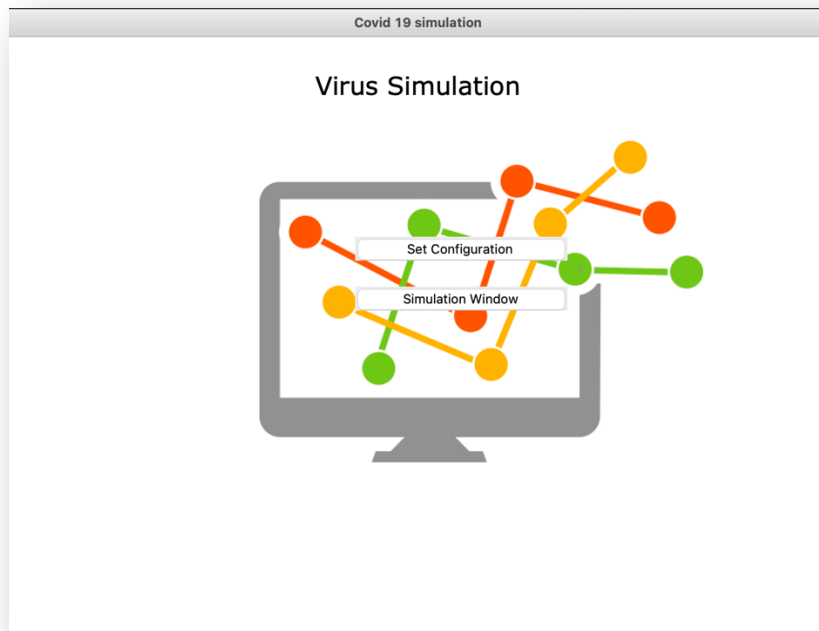 Covid 19 simulation
Virus Simulation
Set Configuration
Simulation Window